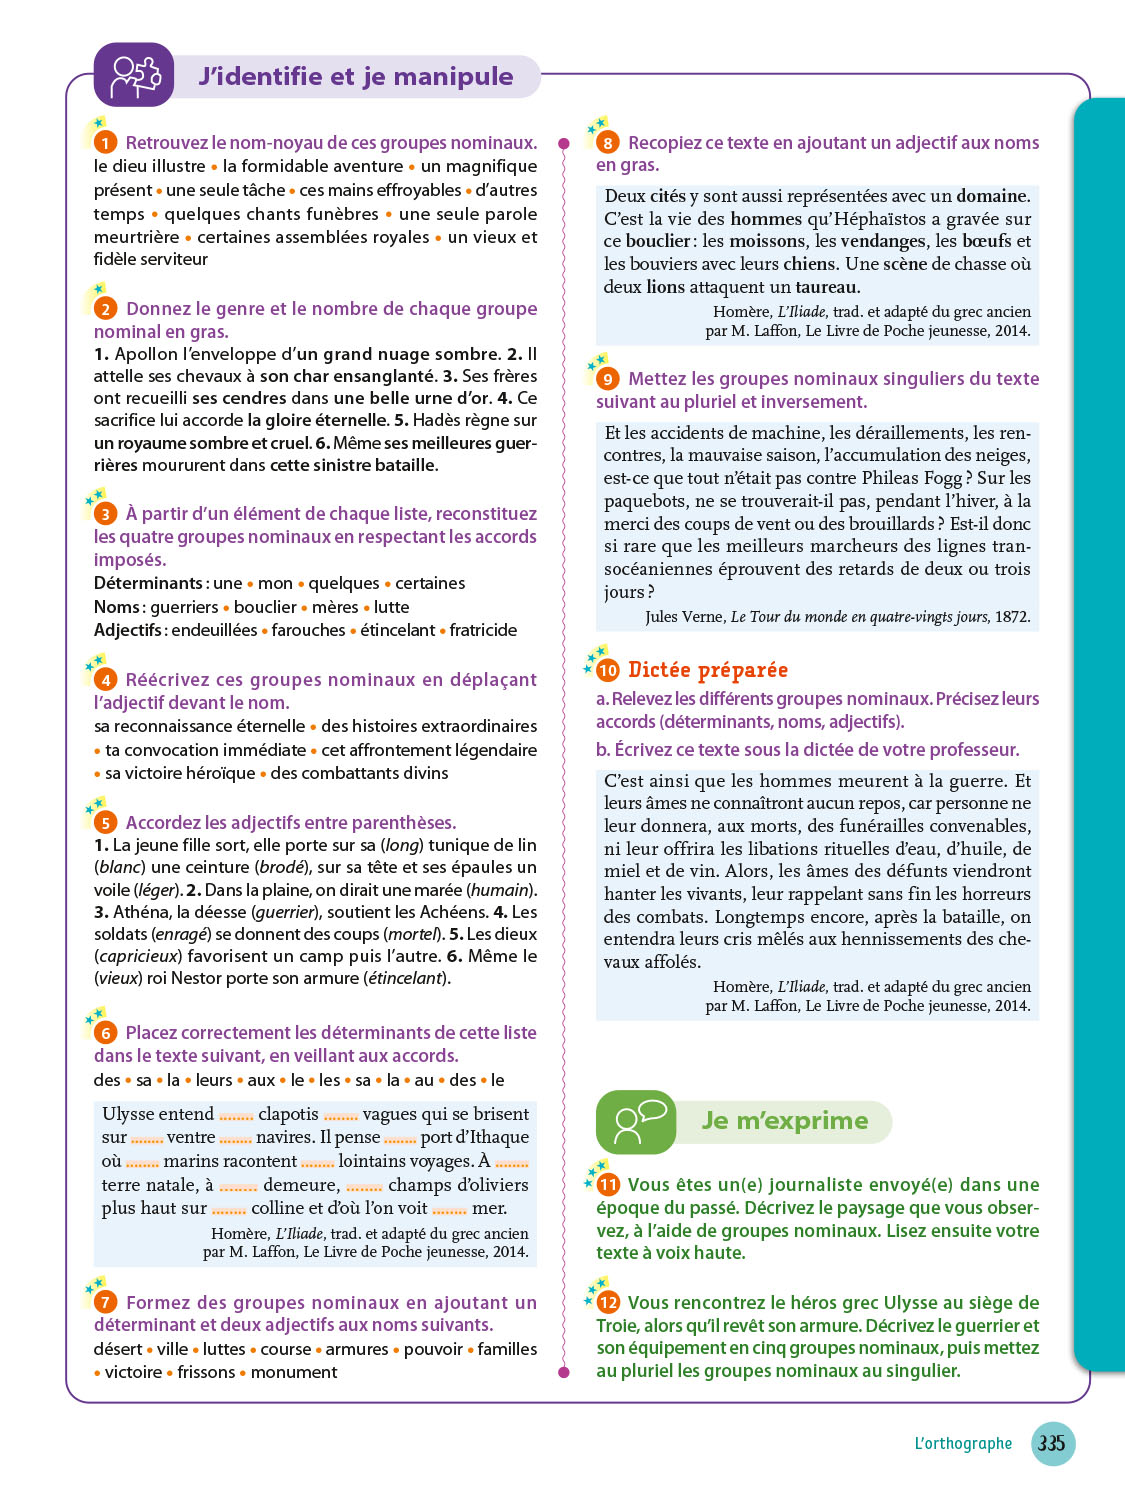 J'identifie et je manipule
1 Retrouvez le nom-noyau de ces groupes nominaux.
le dieu illustre • la formidable aventure • un magnifique
présent • une seule tâche • ces mains effroyables • d'autres
temps • quelques chants funèbres • une seule parole
meurtrière • certaines assemblées royales • un vieux et
fidèle serviteur
2 Donnez le genre et le nombre de chaque groupe
nominal en gras.
1. Apollon l'enveloppe d'un grand nuage sombre. 2. Il
attelle ses chevaux à son char ensanglanté. 3. Ses frères
ont recueilli ses cendres dans une belle urne d'or. 4. Ce
sacrifice lui accorde la gloire éternelle. 5. Hadès règne sur
un royaume sombre et cruel. 6. Même ses meilleures guer-
rières moururent dans cette sinistre bataille.
3 À partir d'un élément de chaque liste, reconstituez
les quatre groupes nominaux en respectant les accords
imposés.
Déterminants : une • mon • quelques • certaines
Noms : guerriers • bouclier • mères • lutte
Adjectifs : endeuillées • farouches • étincelant • fratricide
4 Réécrivez ces groupes nominaux en déplaçant
l'adjectif devant le nom.
sa reconnaissance éternelle • des histoires extraordinaires
• ta convocation immédiate • cet affrontement légendaire
• sa victoire héroïque • des combattants divins
5 Accordez les adjectifs entre parenthèses.
1. La jeune fille sort, elle porte sur sa (long) tunique de lin
(blanc) une ceinture (brodé), sur sa tête et ses épaules un
voile (léger). 2. Dans la plaine, on dirait une marée (humain).
3. Athéna, la déesse (guerrier), soutient les Achéens. 4. Les
soldats (enragé) se donnent des coups (mortel). 5. Les dieux
(capricieux) favorisent un camp puis l'autre. 6. Même le
(vieux) roi Nestor porte son armure (étincelant).
6 Placez correctement les déterminants de cette liste
dans le texte suivant, en veillant aux accords.
des • sa • la • leurs • aux • le • les • sa • la • au • des • le
Ulysse entend ........ clapotis ........ vagues qui se brisent
sur ........ ventre ........ navires. Il pense ........ port d'Ithaque
où ........ marins racontent ........ lointains voyages. À ........
terre natale, à ........ demeure, ........ champs d'oliviers
plus haut sur ........ colline et d'où l'on voit ........ mer.
Homère, L'Iliade, trad. et adapté du grec ancien
par M. Laffon, Le Livre de Poche jeunesse, 2014.
7 Formez des groupes nominaux en ajoutant un
déterminant et deux adjectifs aux noms suivants.
désert • ville • luttes • course • armures • pouvoir • familles
• victoire • frissons • monument
8 Recopiez ce texte en ajoutant un adjectif aux noms
en gras.
Deux cités y sont aussi représentées avec un domaine.
C'est la vie des hommes qu'Héphaïstos a gravée sur
ce bouclier : les moissons, les vendanges, les bœufs et
les bouviers avec leurs chiens. Une scène de chasse où
deux lions attaquent un taureau.
Homère, L'Iliade, trad. et adapté du grec ancien
par M. Laffon, Le Livre de Poche jeunesse, 2014.
9 Mettez les groupes nominaux singuliers du texte
suivant au pluriel et inversement.
Et les accidents de machine, les déraillements, les ren-
contres, la mauvaise saison, l'accumulation des neiges,
est-ce que tout n'était pas contre Phileas Fogg ? Sur les
paquebots, ne se trouverait-il pas, pendant l'hiver, à la
merci des coups de vent ou des brouillards ? Est-il donc
si rare que les meilleurs marcheurs des lignes tran-
socéaniennes éprouvent des retards de deux ou trois
jours ?
Jules Verne, Le Tour du monde en quatre-vingts jours, 1872.
10 Dictée préparée
a. Relevez les différents groupes nominaux. Précisez leurs
accords (déterminants, noms, adjectifs).
b. Écrivez ce texte sous la dictée de votre professeur.
C'est ainsi que les hommes meurent à la guerre. Et
leurs âmes ne connaîtront aucun repos, car personne ne
leur donnera, aux morts, des funérailles convenables,
ni leur offrira les libations rituelles d'eau, d'huile, de
miel et de vin. Alors, les âmes des défunts viendront
hanter les vivants, leur rappelant sans fin les horreurs
des combats. Longtemps encore, après la bataille, on
entendra leurs cris mêlés aux hennissements des che-
vaux affolés.
Homère, L'Iliade, trad. et adapté du grec ancien
par M. Laffon, Le Livre de Poche jeunesse, 2014.
Je m'exprime
11 Vous êtes un(e) journaliste envoyé(e) dans une
époque du passé. Décrivez le paysage que vous obser-
vez, à l'aide de groupes nominaux. Lisez ensuite votre
texte à voix haute.
12 Vous rencontrez le héros grec Ulysse au siège de
Troie, alors qu'il revêt son armure. Décrivez le guerrier et
son équipement en cinq groupes nominaux, puis mettez
au pluriel les groupes nominaux au singulier.
L'orthographe 335